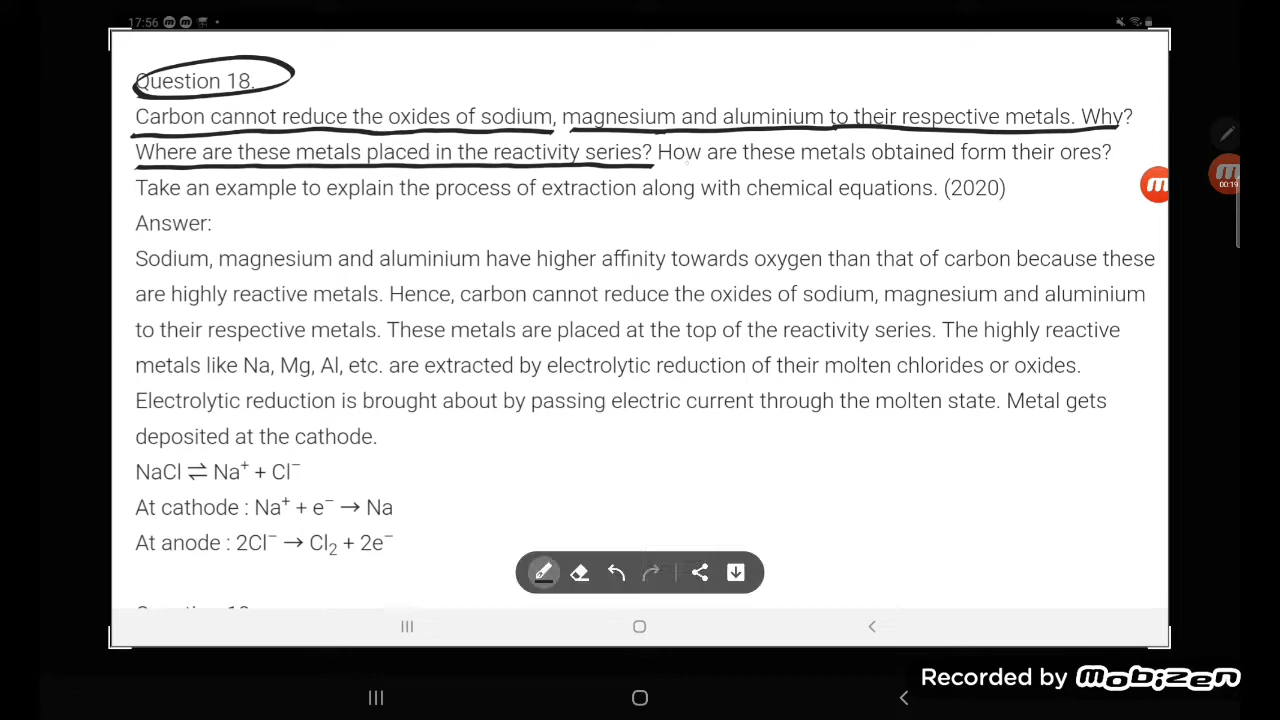 17:56
Question 18.
Carbon cannot reduce the oxides of sodium, magnesium and aluminium to their respective metals. Why?
Where are these metals placed in the reactivity series? How are these metals obtained form their ores?
Take an example to explain the process of extraction along with chemical equations. (2020)
Answer:
Sodium, magnesium and aluminium have higher affinity towards oxygen than that of carbon because these
are highly reactive metals. Hence, carbon cannot reduce the oxides of sodium, magnesium and aluminium
to their respective metals. These metals are placed at the top of the reactivity series. The highly reactive
metals like Na, Mg, Al, etc. are extracted by electrolytic reduction of their molten chlorides or oxides.
Electrolytic reduction is brought about by passing electric current through the molten state. Metal gets
deposited at the cathode.
NaCl ⇌ Na⁺ + Cl⁻
At cathode : Na⁺ + e⁻ → Na
At anode : 2Cl⁻ → Cl₂ + 2e⁻
00:19
Recorded by mobizen